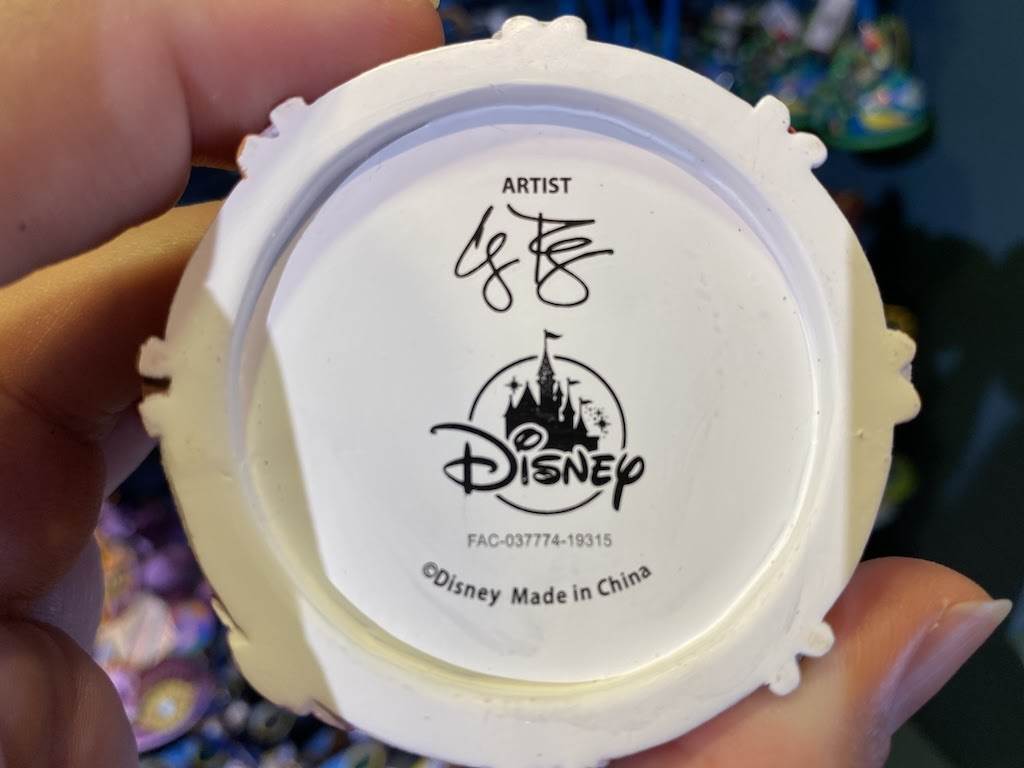 ARTIST
DISNEY
FAC-037774-19315
©Disney Made in China